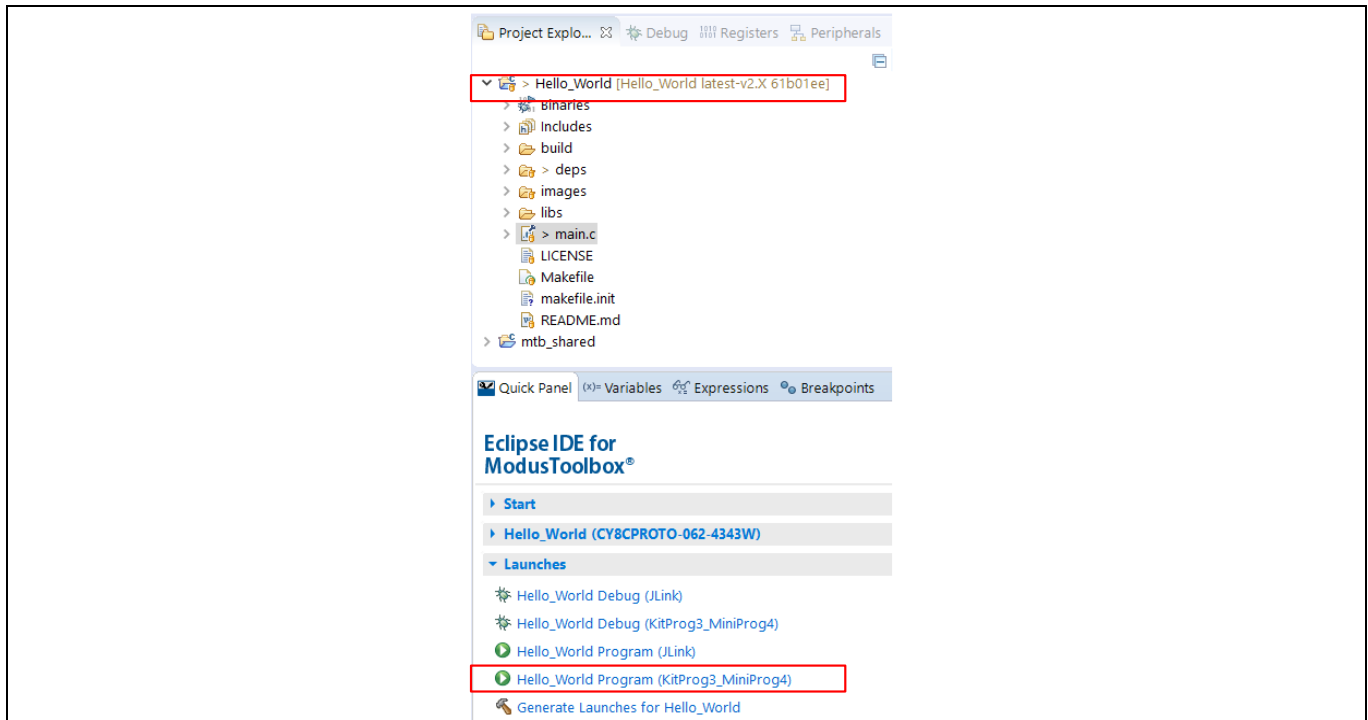 Project Explo... Debug Registers Peripherals
> Hello_World [Hello_World latest-v2.X 61b01ee]
Binaries
Includes
build
> deps
images
libs
> main.c
LICENSE
Makefile
makefile.init
README.md
mtb_shared
Quick Panel (x)= Variables Expressions Breakpoints
Eclipse IDE for
ModusToolbox®
Start
Hello_World (CY8CPROTO-062-4343W)
Launches
Hello_World Debug (JLink)
Hello_World Debug (KitProg3_MiniProg4)
Hello_World Program (JLink)
Hello_World Program (KitProg3_MiniProg4)
Generate Launches for Hello_World